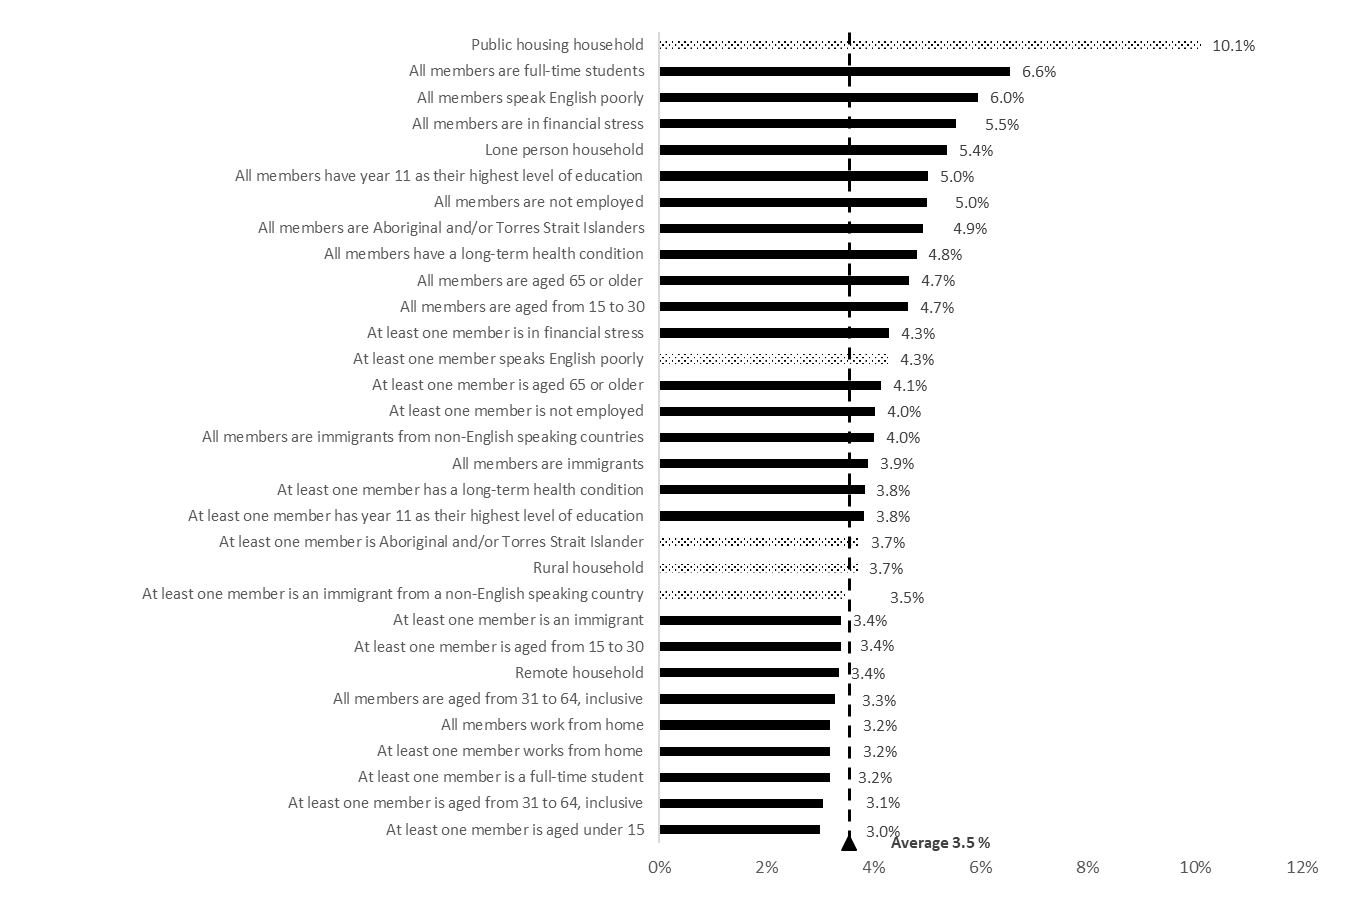 Public housing household 10.1%
All members are full-time students 6.6%
All members speak English poorly 6.0%
All members are in financial stress 5.5%
Lone person household 5.4%
All members have year 11 as their highest level of education 5.0%
All members are not employed 5.0%
All members are Aboriginal and/or Torres Strait Islanders 4.9%
All members have a long-term health condition 4.8%
All members are aged 65 or older 4.7%
All members are aged from 15 to 30 4.7%
At least one member is in financial stress 4.3%
At least one member speaks English poorly 4.3%
At least one member is aged 65 or older 4.1%
At least one member is not employed 4.0%
All members are immigrants from non-English speaking countries 4.0%
All members are immigrants 3.9%
At least one member has a long-term health condition 3.8%
At least one member has year 11 as their highest level of education 3.8%
At least one member is Aboriginal and/or Torres Strait Islander 3.7%
Rural household 3.7%
At least one member is an immigrant from a non-English speaking country 3.5%
At least one member is an immigrant 3.4%
At least one member is aged from 15 to 30 3.4%
Remote household 3.4%
All members are aged from 31 to 64, inclusive 3.3%
All members work from home 3.2%
At least one member works from home 3.2%
At least one member is a full-time student 3.2%
At least one member is aged from 31 to 64, inclusive 3.1%
At least one member is aged under 15 3.0%
Average 3.5 %
0% 2% 4% 6% 8% 10% 12%